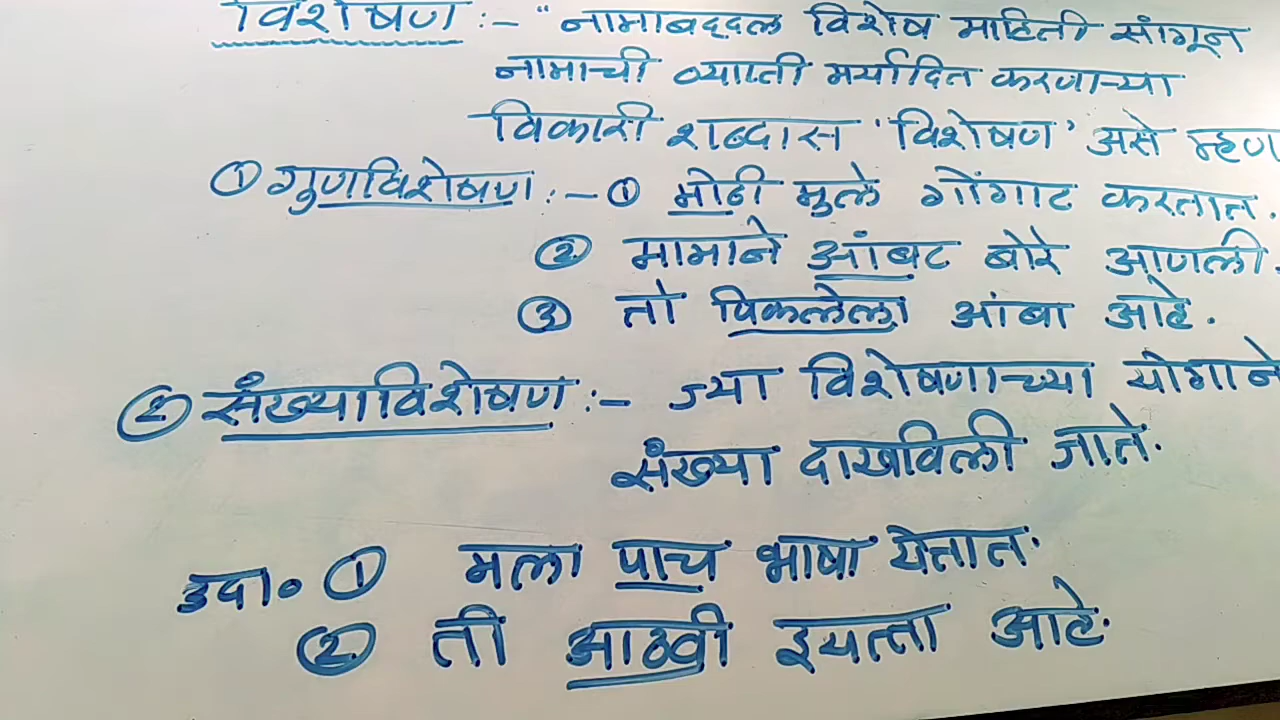 विशेषण :- "नामाबद्दल विशेष माहिती सांगून
नामाची व्याप्ती मर्यादित करणाऱ्या
विकारी शब्दास 'विशेषण' असे म्हण
① गुणविशेषण :- ① मोठी मुले गोंगाट करतात.
② मामाने आंबट बोरे आणली.
③ तो पिकलेला आंबा आहे.
② संख्याविशेषण :- ज्या विशेषणाच्या योगाने
संख्या दाखविली जाते.
उदा० ① मला पाच भाषा येतात.
② ती आठवी इयत्ता आहे.